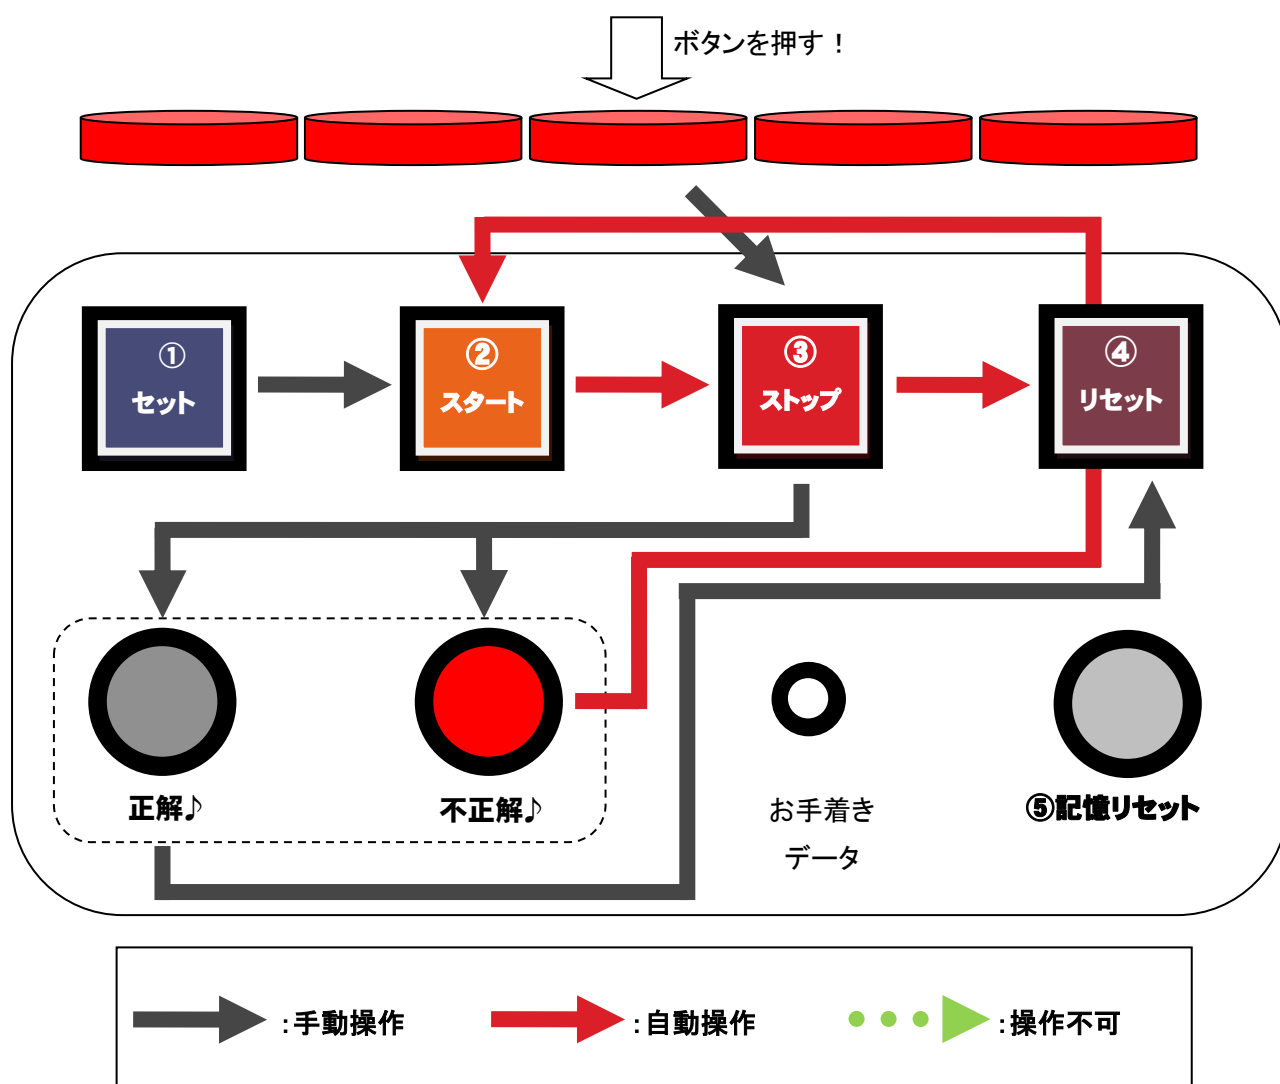 ボタンを押す！
①
セット
②
スタート
③
ストップ
④
リセット
正解♪
不正解♪
お手着き
データ
⑤記憶リセット
:手動操作
:自動操作
:操作不可